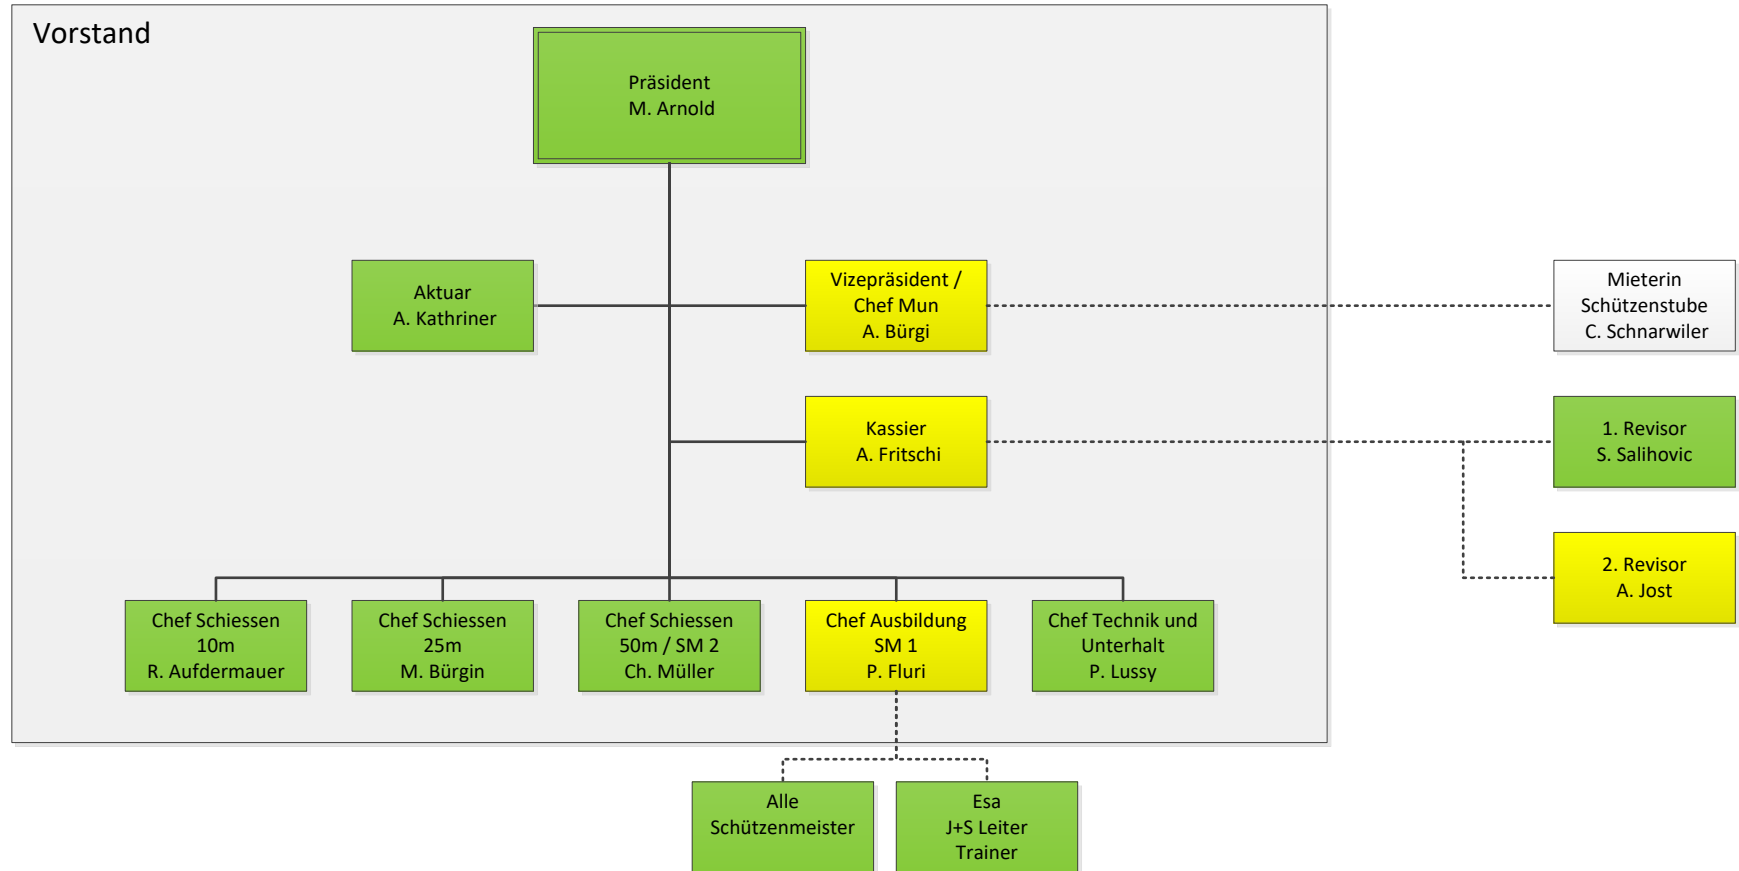 Vorstand
Präsident
M. Arnold
Aktuar
A. Kathriner
Vizepräsident /
Chef Mun
A. Bürgi
Mieterin
Schützenstube
C. Schnarwiler
Kassier
A. Fritschi
1. Revisor
S. Salihovic
2. Revisor
A. Jost
Chef Schiessen
10m
R. Aufdermauer
Chef Schiessen
25m
M. Bürgin
Chef Schiessen
50m / SM 2
Ch. Müller
Chef Ausbildung
SM 1
P. Fluri
Chef Technik und
Unterhalt
P. Lussy
Alle
Schützenmeister
Esa
J+S Leiter
Trainer